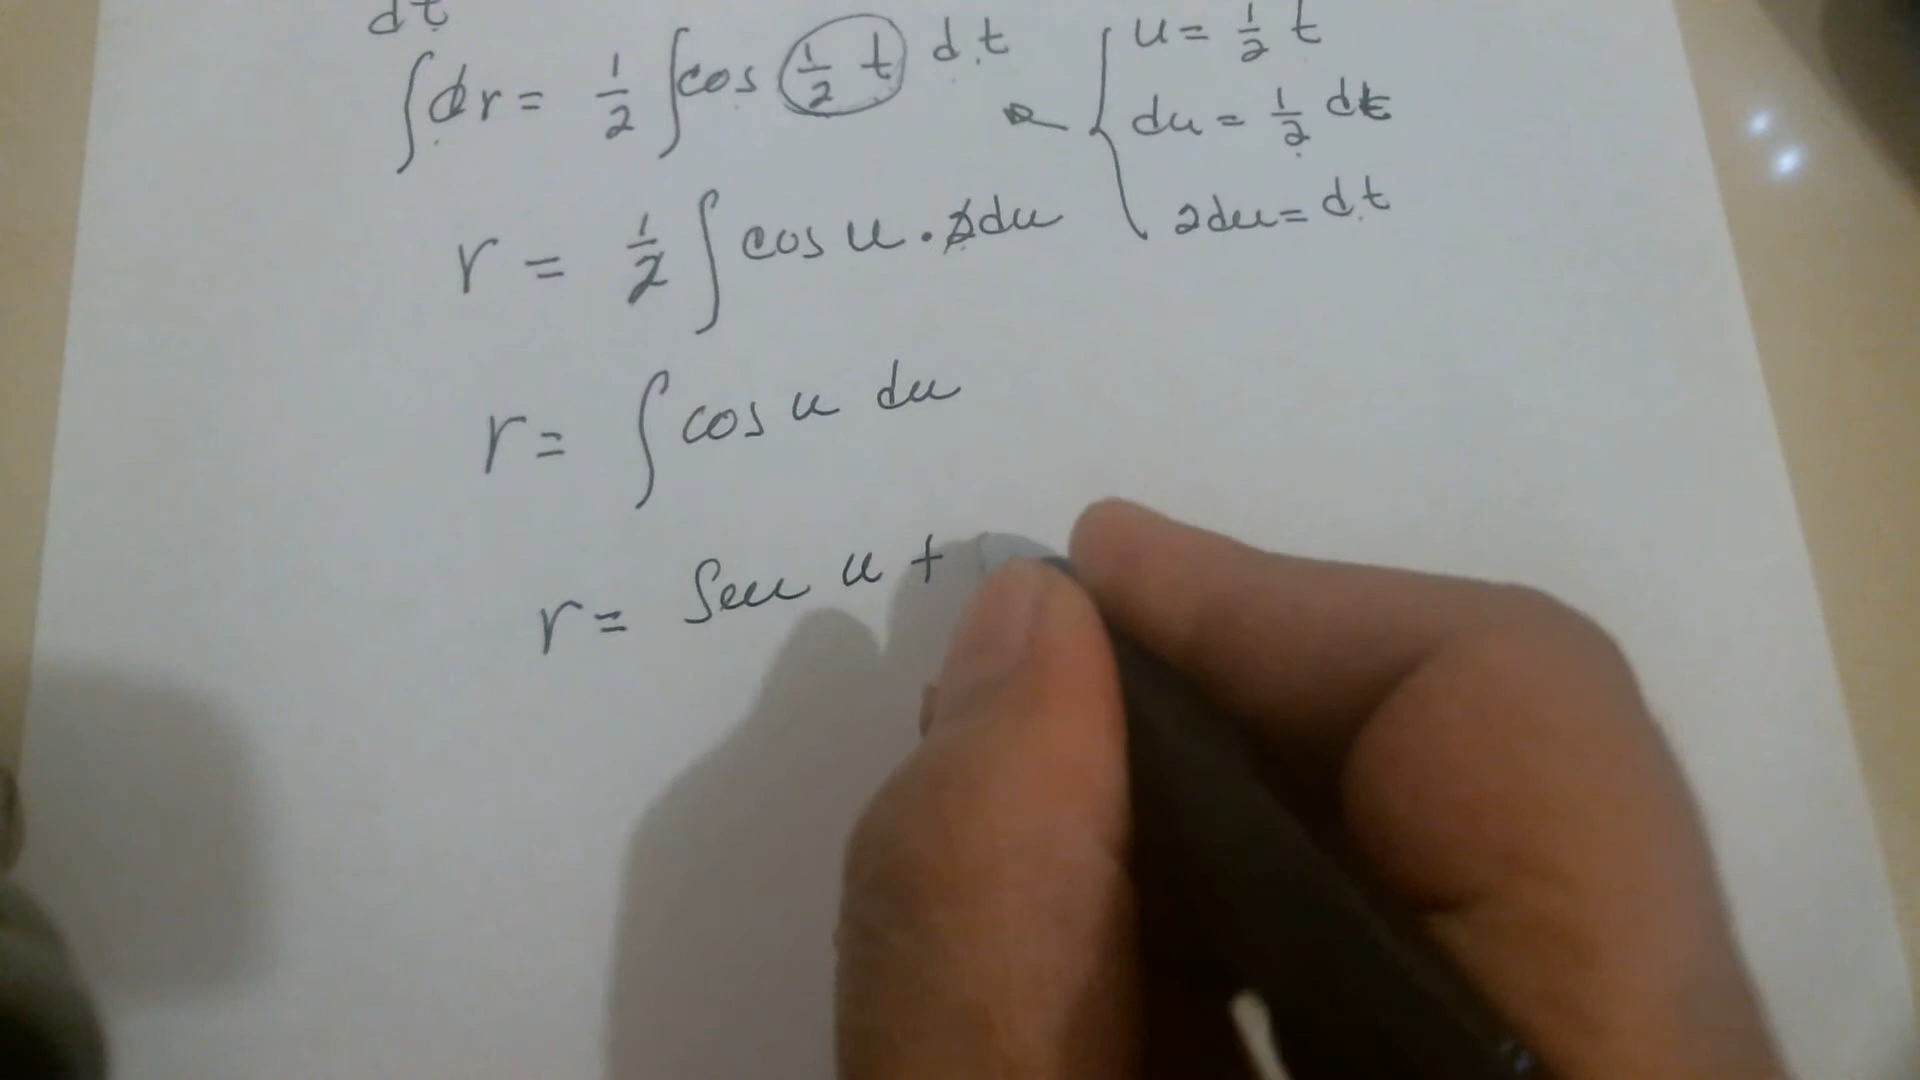 dt
∫dr = 1/2 ∫cos (1/2 t) dt
u = 1/2 t
du = 1/2 dt
2du = dt
r = 1/2 ∫ cos u . 2du
r = ∫ cos u du
r = Sen u +